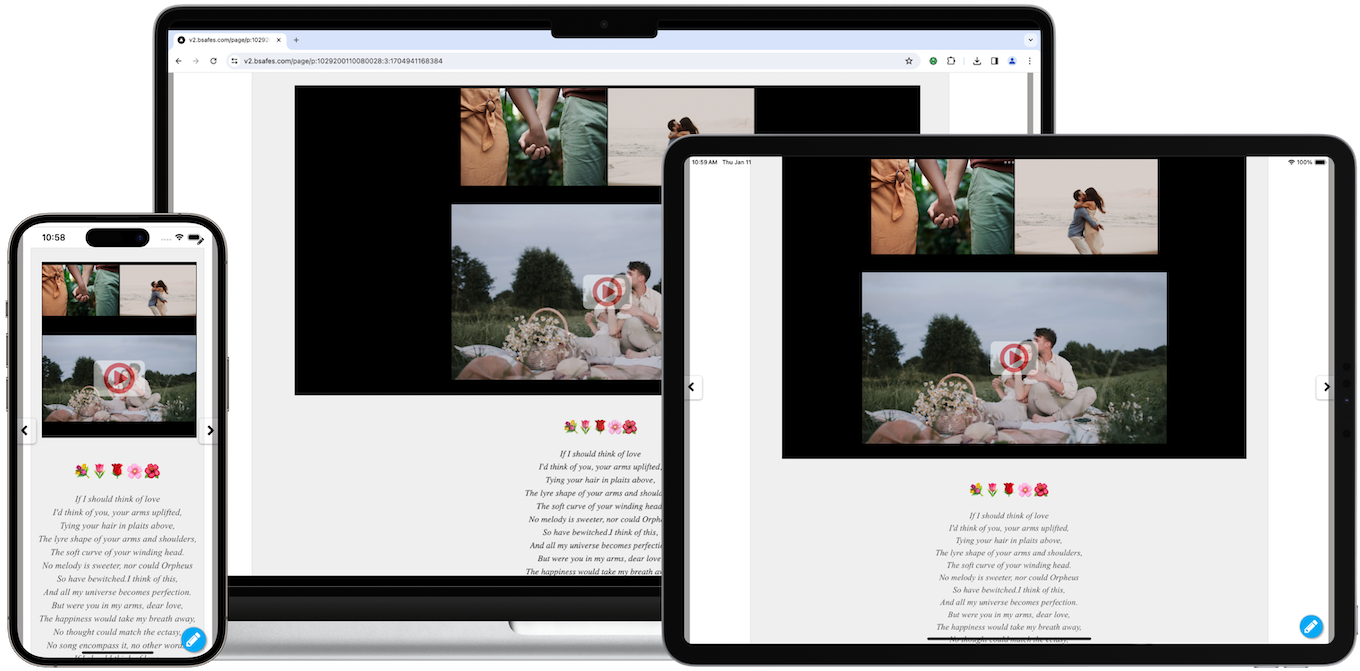 v2.bsafes.com/page/p:10292
v2.bsafes.com/page/p:1029200110080028:3:1704941168384
If I should think of love
I'd think of you, your arms uplifted,
Tying your hair in plaits above,
The lyre shape of your arms and should
The soft curve of your winding head
No melody is sweeter, nor could Orph
So have bewitched.I think of this,
And all my universe becomes perfecti
But were you in my arms, dear love
The happiness would take my breath aw
10:58
If I should think of love
I'd think of you, your arms uplifted,
Tying your hair in plaits above,
The lyre shape of your arms and shoulders,
The soft curve of your winding head.
No melody is sweeter, nor could Orpheus
So have bewitched.I think of this,
And all my universe becomes perfection.
But were you in my arms, dear love,
The happiness would take my breath away,
No thought could match the ectasy,
No song encompass it, no other word
10:59 AM Thu Jan 11
100%
If I should think of love
I'd think of you, your arms uplifted,
Tying your hair in plaits above,
The lyre shape of your arms and shoulders,
The soft curve of your winding head.
No melody is sweeter, nor could Orpheus
So have bewitched.I think of this,
And all my universe becomes perfection.
But were you in my arms, dear love,
The happiness would take my breath away,
No thought could match the ectasy,